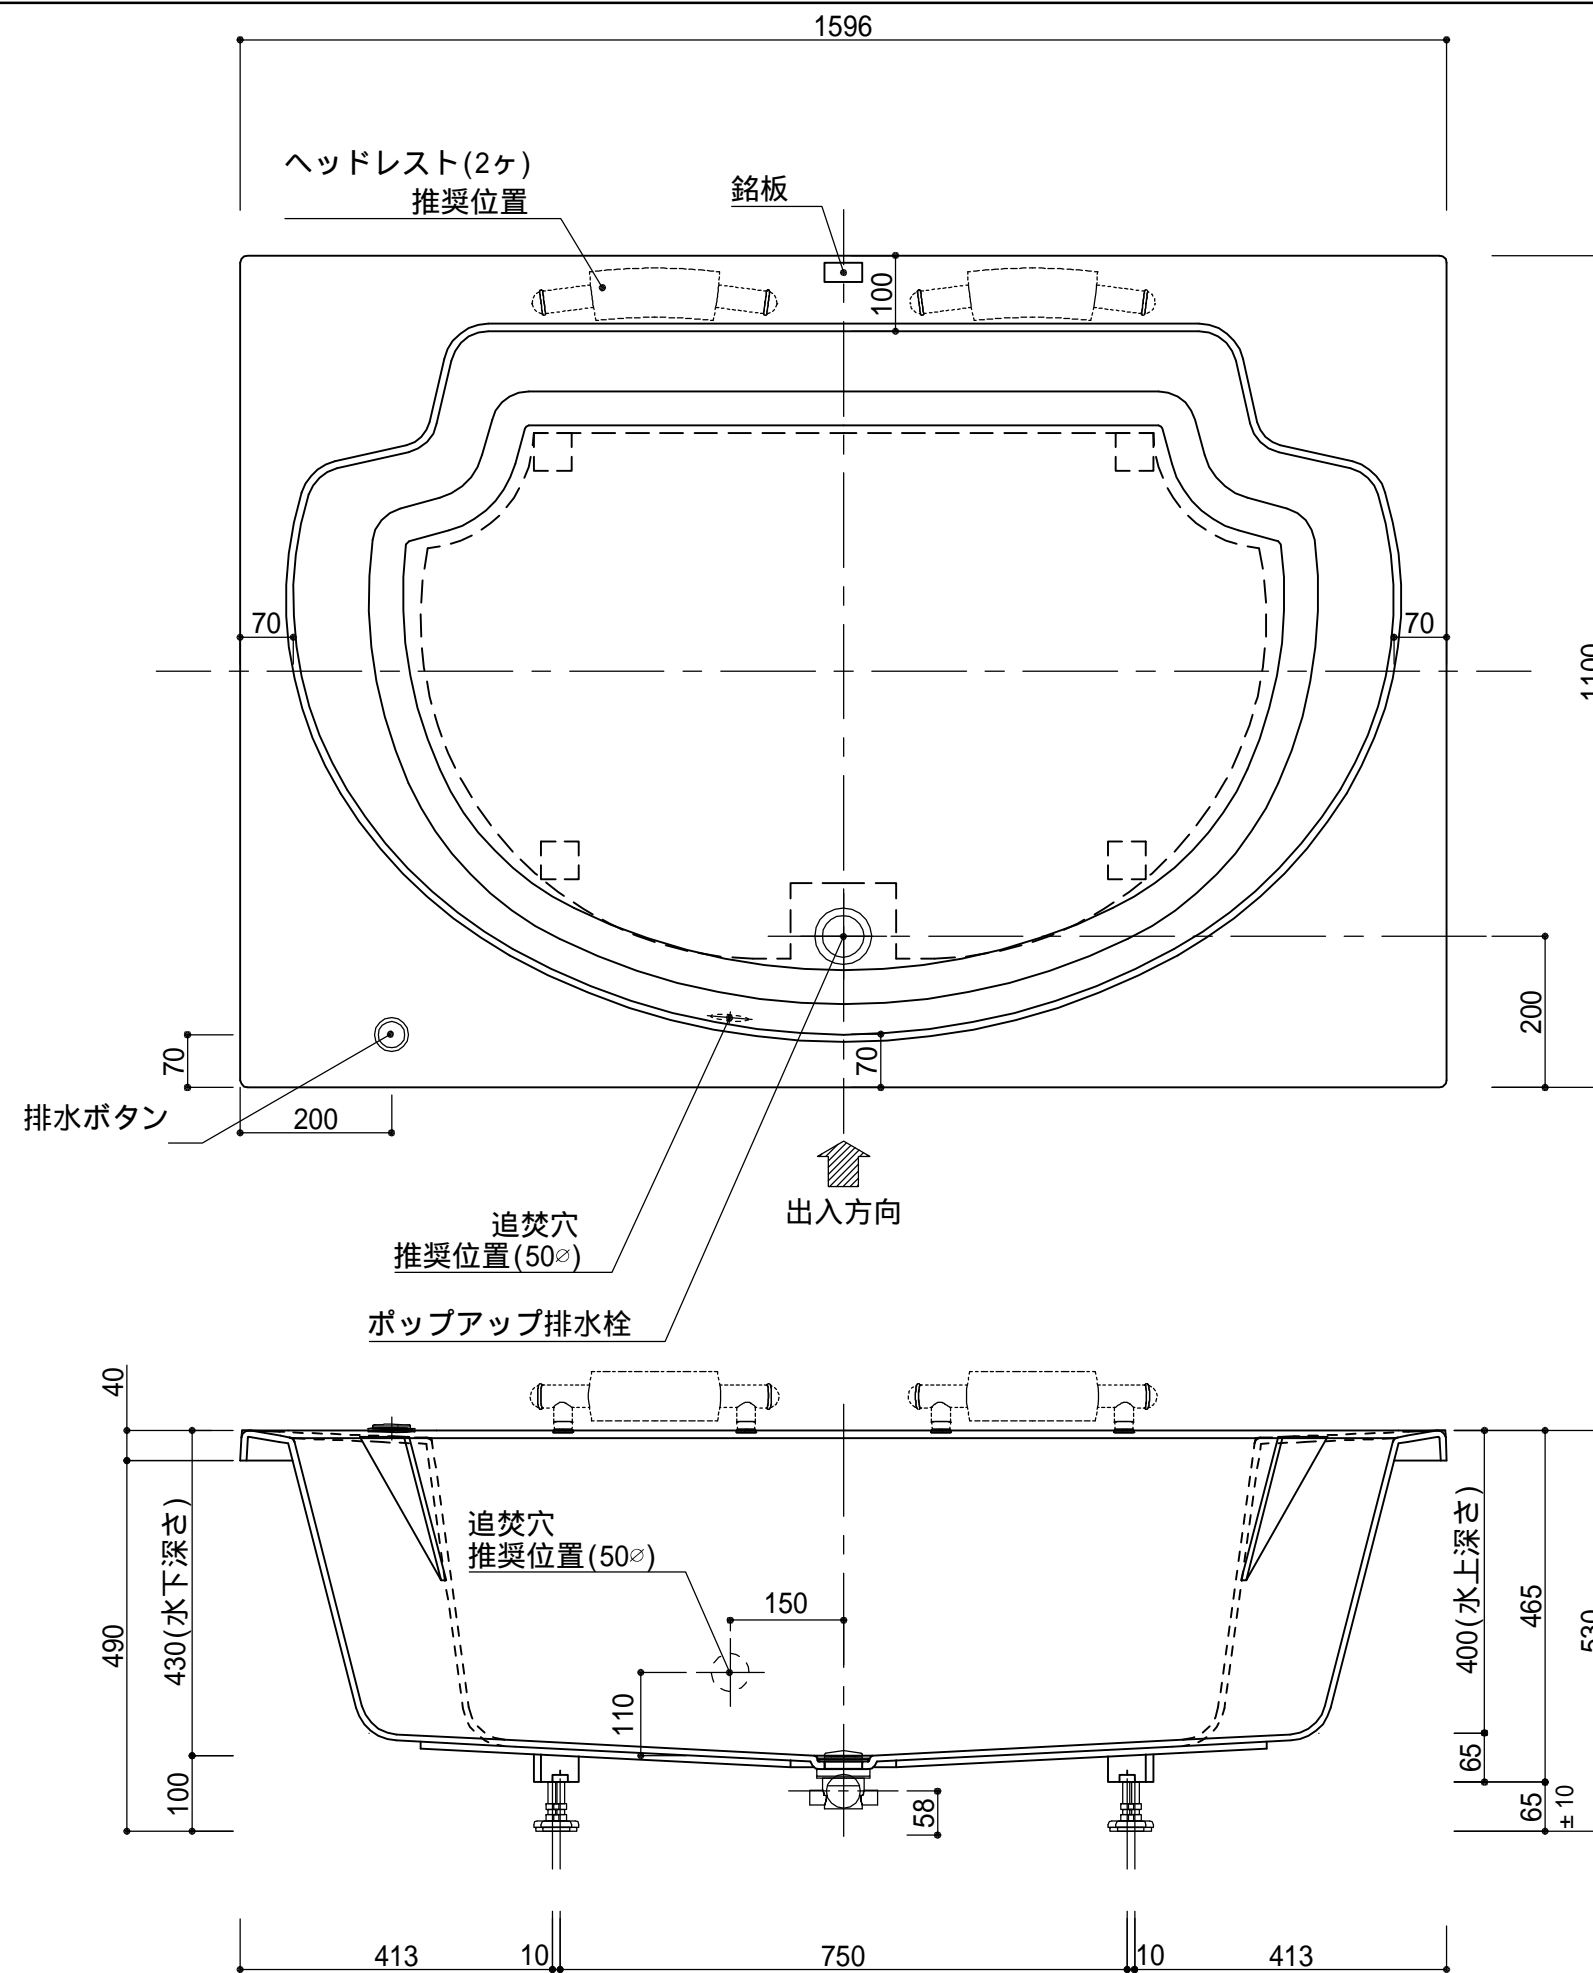 1596
ヘッドレスト(2ヶ)
推奨位置
銘板
100
70
70
1100
200
70
70
排水ボタン
200
出入方向
追焚穴
推奨位置(50⌀)
ポップアップ排水栓
40
追焚穴
推奨位置(50⌀)
430(水下深さ)
400(水上深さ)
150
465
490
530
110
65
100
58
65
±10
413
10
750
10
413